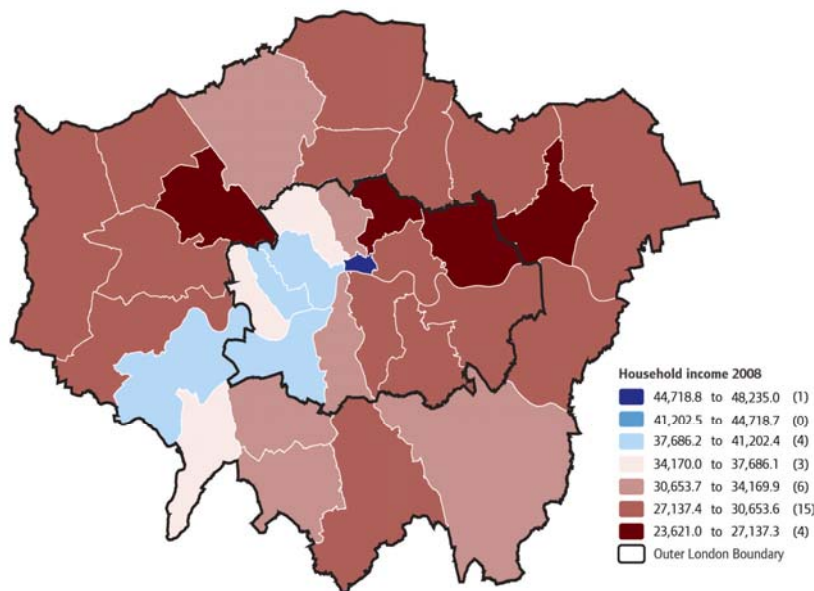 Household income 2008
44,718.8 to 48,235.0 (1)
41,202.5 to 44,718.7 (0)
37,686.2 to 41,202.4 (4)
34,170.0 to 37,686.1 (3)
30,653.7 to 34,169.9 (6)
27,137.4 to 30,653.6 (15)
23,621.0 to 27,137.3 (4)
Outer London Boundary